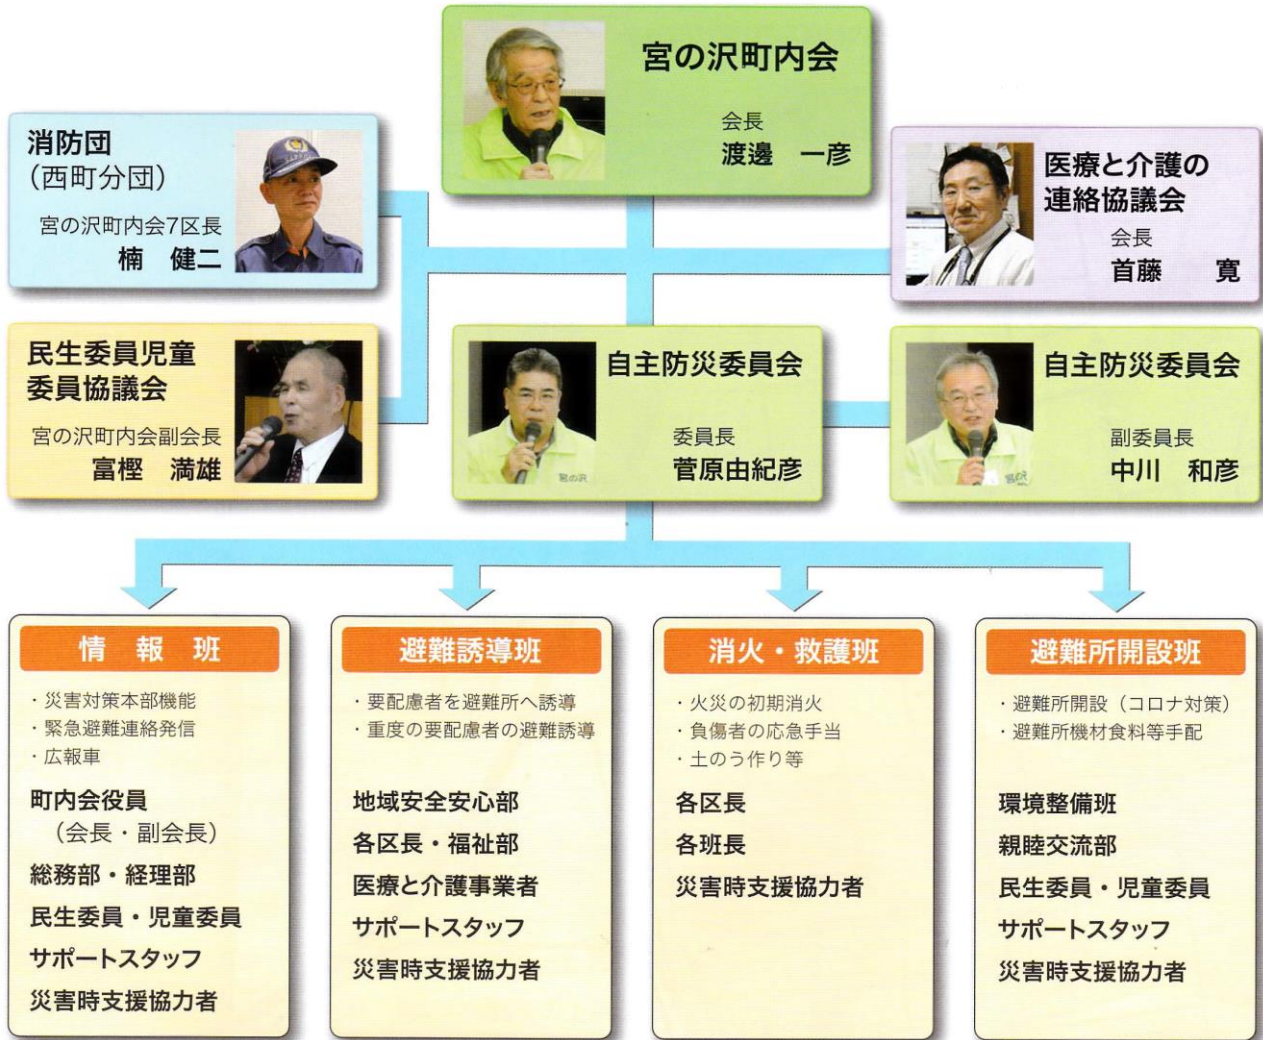 宮の沢町内会
会長
渡邊　一彦
消防団
（西町分団）
宮の沢町内会7区長
楠　健二
医療と介護の
連絡協議会
会長
首藤　　寛
民生委員児童
委員協議会
宮の沢町内会副会長
富樫　満雄
自主防災委員会
委員長
菅原由紀彦
宮の沢
自主防災委員会
副委員長
中川　和彦
宮の沢
情　報　班
・災害対策本部機能
・緊急避難連絡発信
・広報車
町内会役員
（会長・副会長）
総務部・経理部
民生委員・児童委員
サポートスタッフ
災害時支援協力者
避難誘導班
・要配慮者を避難所へ誘導
・重度の要配慮者の避難誘導
地域安全安心部
各区長・福祉部
医療と介護事業者
サポートスタッフ
災害時支援協力者
消火・救護班
・火災の初期消火
・負傷者の応急手当
・土のう作り等
各区長
各班長
災害時支援協力者
避難所開設班
・避難所開設（コロナ対策）
・避難所機材食料等手配
環境整備班
親睦交流部
民生委員・児童委員
サポートスタッフ
災害時支援協力者